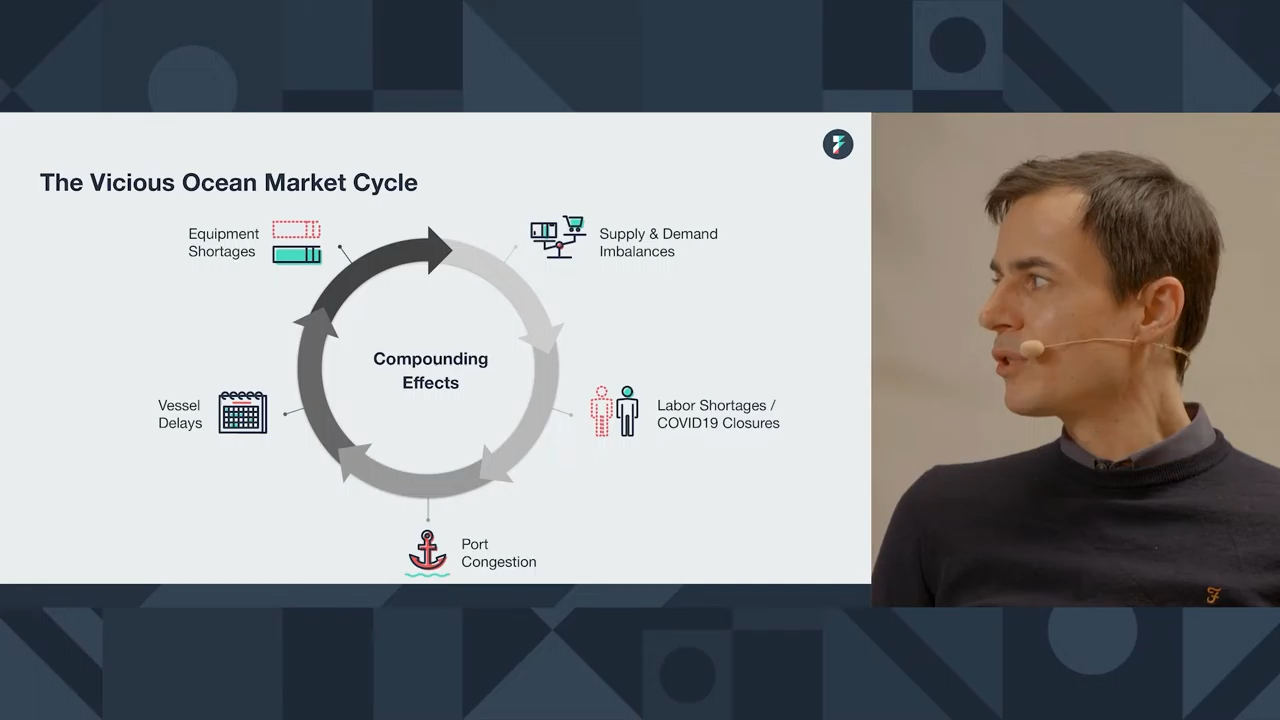 The Vicious Ocean Market Cycle
Equipment
Shortages
Supply & Demand
Imbalances
Compounding
Effects
Vessel
Delays
Labor Shortages /
COVID19 Closures
Port
Congestion